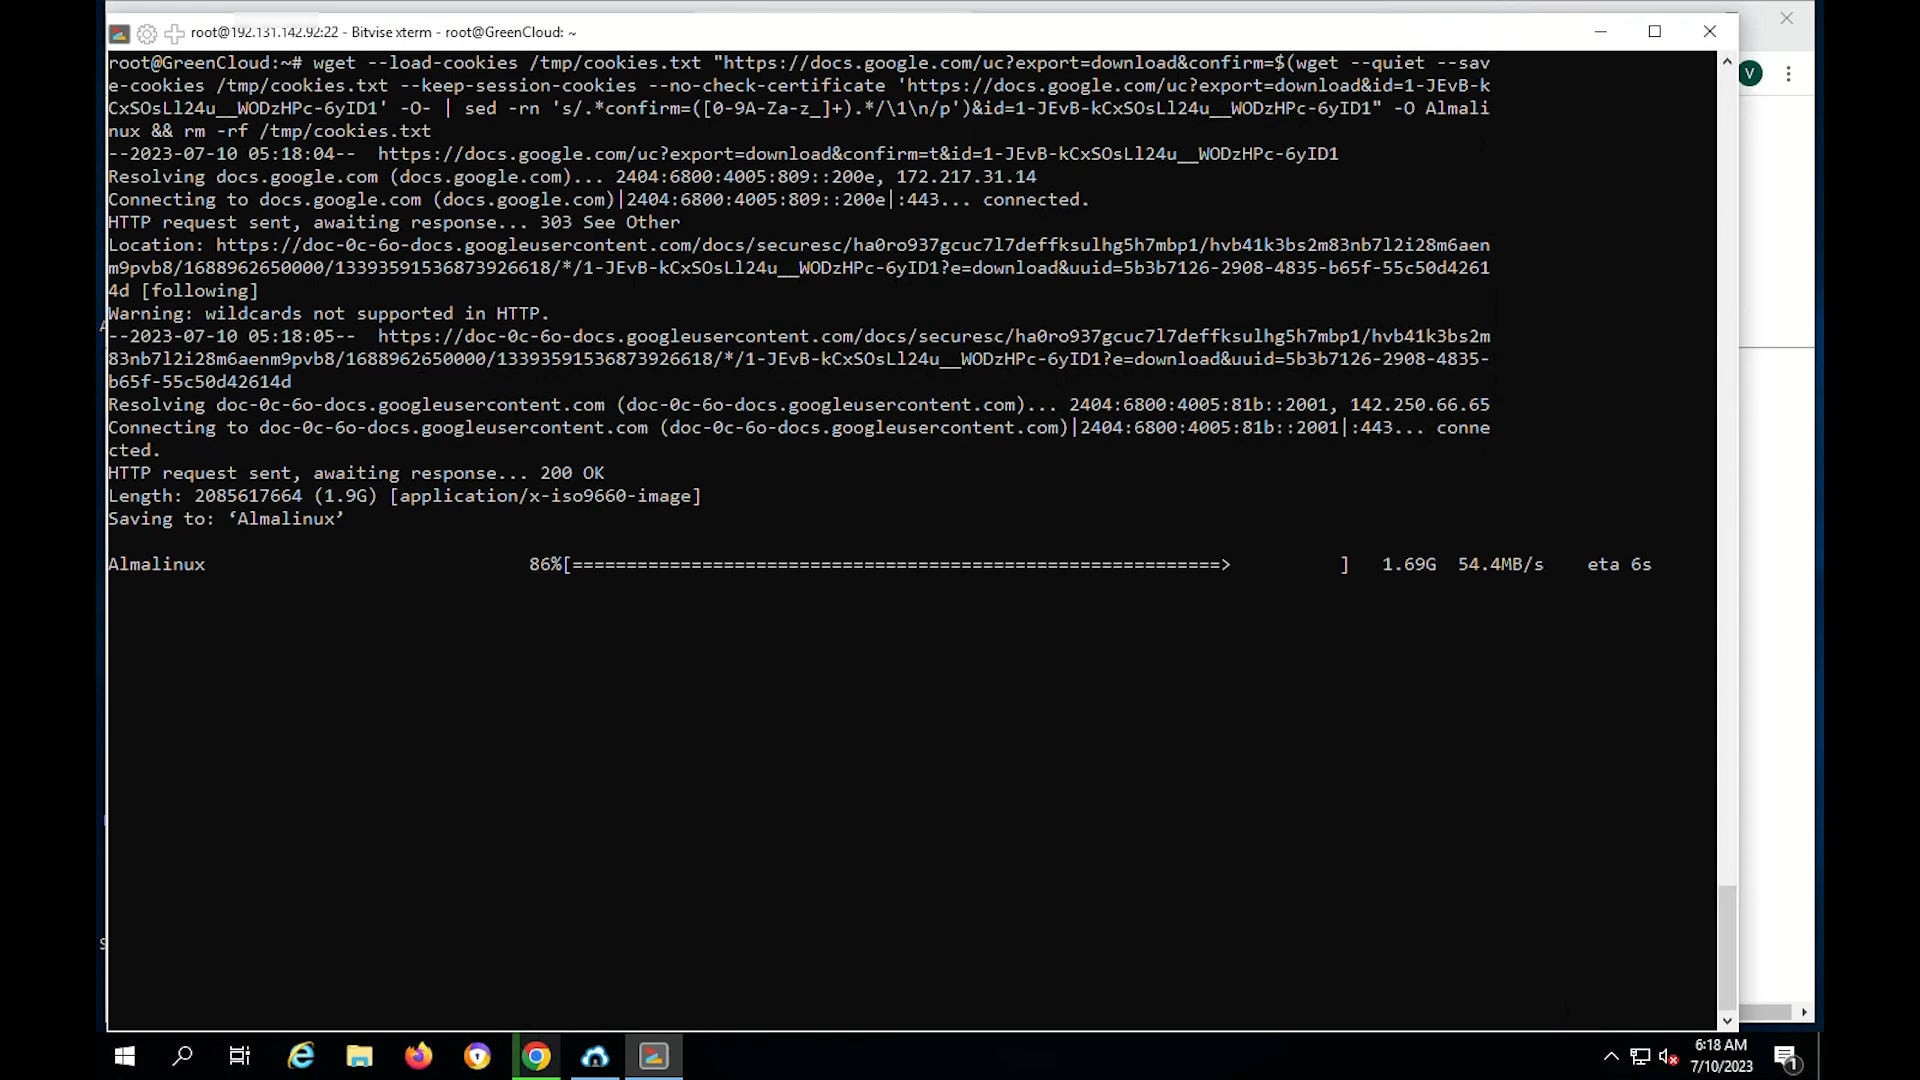 root@192.131.142.92:22 - Bitvise xterm - root@GreenCloud: ~
root@GreenCloud:~# wget --load-cookies /tmp/cookies.txt "https://docs.google.com/uc?export=download&confirm=$(wget --quiet --sav
e-cookies /tmp/cookies.txt --keep-session-cookies --no-check-certificate 'https://docs.google.com/uc?export=download&id=1-JEvB-k
CxSOsLl24u__WODzHPc-6yID1' -O- | sed -rn 's/.*confirm=([0-9A-Za-z_]+).*/\1\n/p')&id=1-JEvB-kCxSOsLl24u__WODzHPc-6yID1" -O Almali
nux && rm -rf /tmp/cookies.txt
--2023-07-10 05:18:04--  https://docs.google.com/uc?export=download&confirm=t&id=1-JEvB-kCxSOsLl24u__WODzHPc-6yID1
Resolving docs.google.com (docs.google.com)... 2404:6800:4005:809::200e, 172.217.31.14
Connecting to docs.google.com (docs.google.com)|2404:6800:4005:809::200e|:443... connected.
HTTP request sent, awaiting response... 303 See Other
Location: https://doc-0c-6o-docs.googleusercontent.com/docs/securesc/ha0ro937gcuc7l7deffksulhg5h7mbp1/hvb41k3bs2m83nb7l2i28m6aen
m9pvb8/1688962650000/13393591536873926618/*/1-JEvB-kCxSOsLl24u__WODzHPc-6yID1?e=download&uuid=5b3b7126-2908-4835-b65f-55c50d4261
4d [following]
Warning: wildcards not supported in HTTP.
--2023-07-10 05:18:05--  https://doc-0c-6o-docs.googleusercontent.com/docs/securesc/ha0ro937gcuc7l7deffksulhg5h7mbp1/hvb41k3bs2m
83nb7l2i28m6aenm9pvb8/1688962650000/13393591536873926618/*/1-JEvB-kCxSOsLl24u__WODzHPc-6yID1?e=download&uuid=5b3b7126-2908-4835-
b65f-55c50d42614d
Resolving doc-0c-6o-docs.googleusercontent.com (doc-0c-6o-docs.googleusercontent.com)... 2404:6800:4005:81b::2001, 142.250.66.65
Connecting to doc-0c-6o-docs.googleusercontent.com (doc-0c-6o-docs.googleusercontent.com)|2404:6800:4005:81b::2001|:443... conne
cted.
HTTP request sent, awaiting response... 200 OK
Length: 2085617664 (1.9G) [application/x-iso9660-image]
Saving to: ‘Almalinux’
Almalinux 86%[============================================================> ] 1.69G 54.4MB/s eta 6s
V
6:18 AM
7/10/2023
1